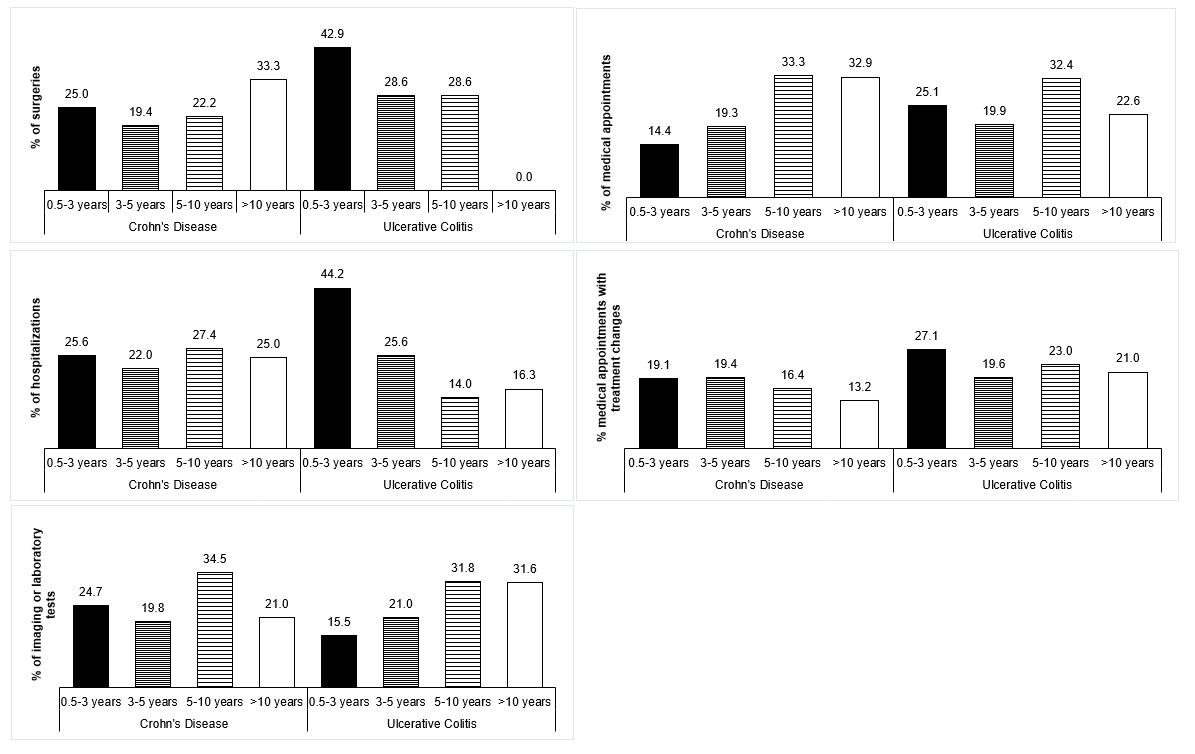 % of surgeries
25.0
19.4
22.2
33.3
42.9
28.6
28.6
0.0
0.5-3 years 3-5 years 5-10 years >10 years 0.5-3 years 3-5 years 5-10 years >10 years
Crohn's Disease Ulcerative Colitis
% of medical appointments
14.4
19.3
33.3
32.9
25.1
19.9
32.4
22.6
0.5-3 years 3-5 years 5-10 years >10 years 0.5-3 years 3-5 years 5-10 years >10 years
Crohn's Disease Ulcerative Colitis
% of hospitalizations
25.6
22.0
27.4
25.0
44.2
25.6
14.0
16.3
0.5-3 years 3-5 years 5-10 years >10 years 0.5-3 years 3-5 years 5-10 years >10 years
Crohn's Disease Ulcerative Colitis
% medical appointments with
treatment changes
19.1
19.4
16.4
13.2
27.1
19.6
23.0
21.0
0.5-3 years 3-5 years 5-10 years >10 years 0.5-3 years 3-5 years 5-10 years >10 years
Crohn's Disease Ulcerative Colitis
% of imaging or laboratory
tests
24.7
19.8
34.5
21.0
15.5
21.0
31.8
31.6
0.5-3 years 3-5 years 5-10 years >10 years 0.5-3 years 3-5 years 5-10 years >10 years
Crohn's Disease Ulcerative Colitis